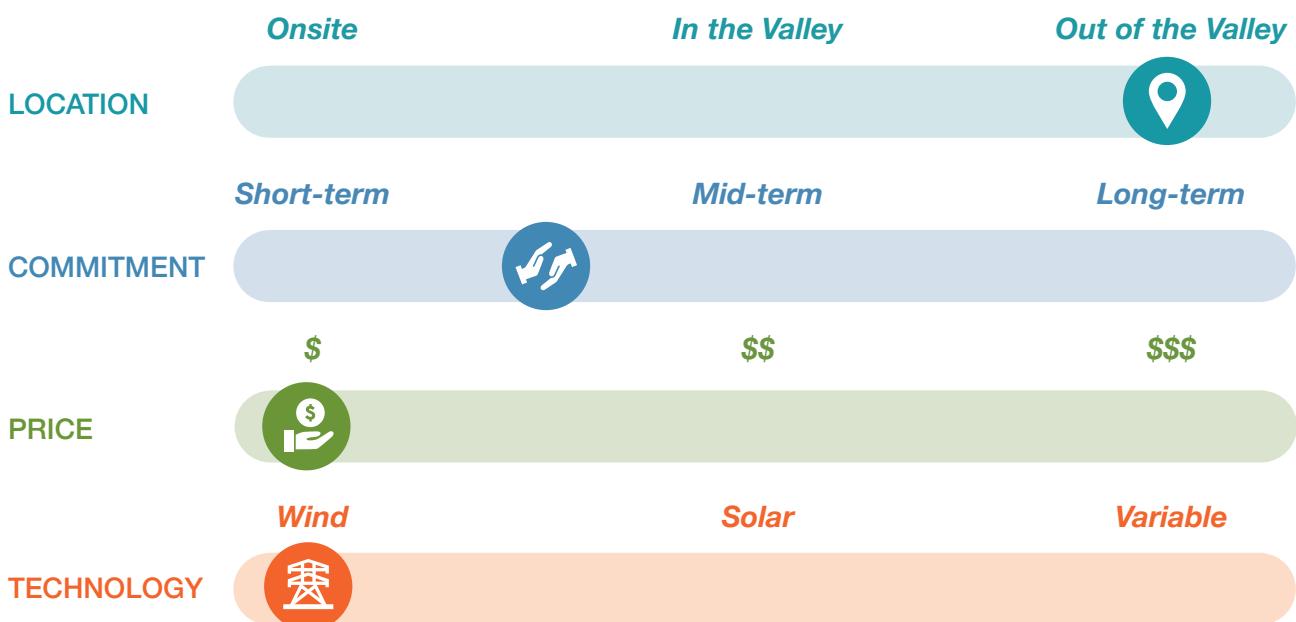 Onsite In the Valley Out of the Valley
LOCATION
Short-term Mid-term Long-term
COMMITMENT
$ $$ $$$
$
PRICE
Wind Solar Variable
TECHNOLOGY